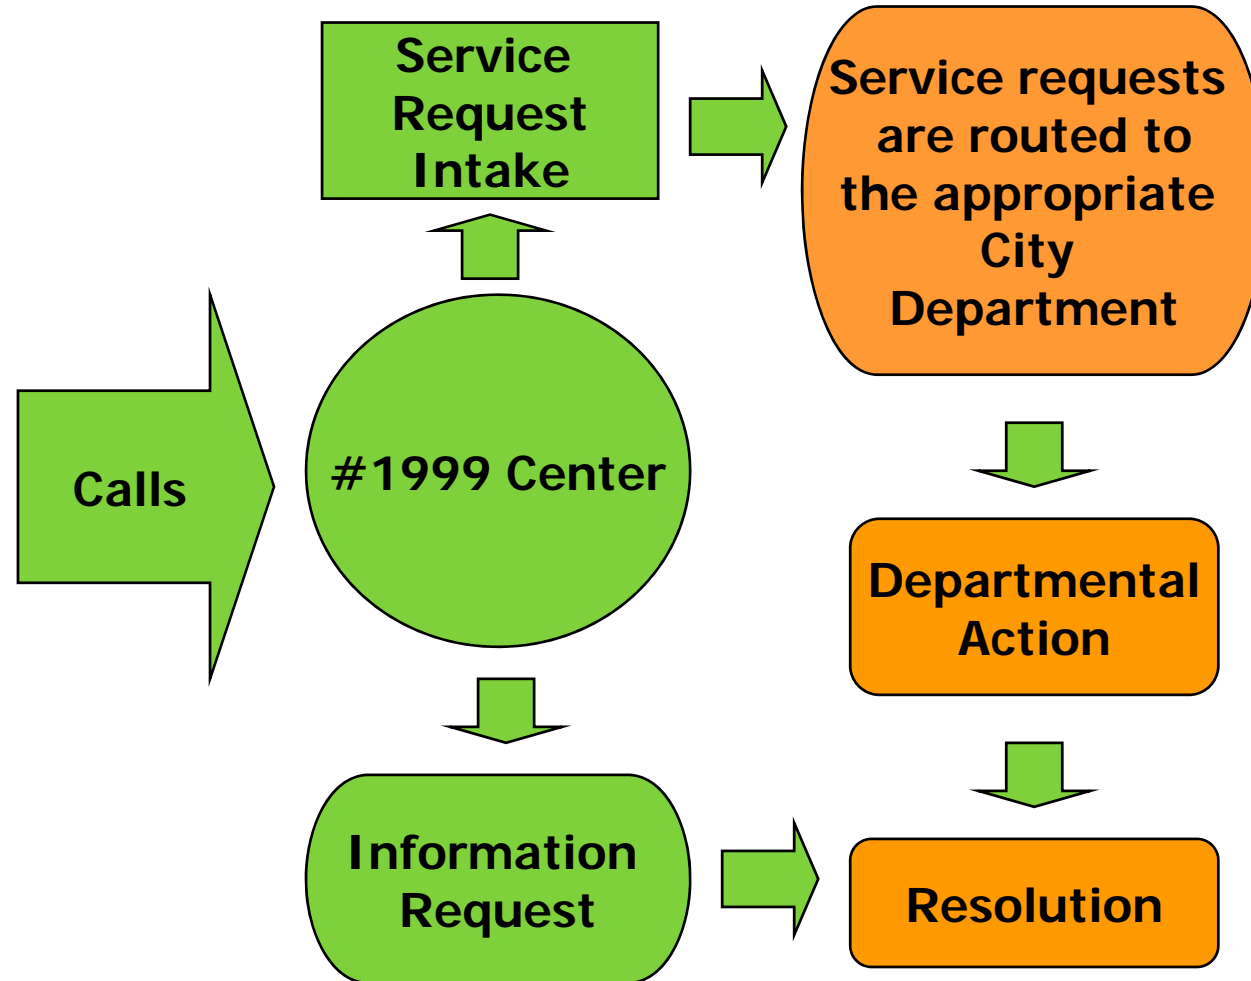 Service
Request
Intake
Service requests
are routed to
the appropriate
City
Department
Calls
#1999 Center
Departmental
Action
Information
Request
Resolution